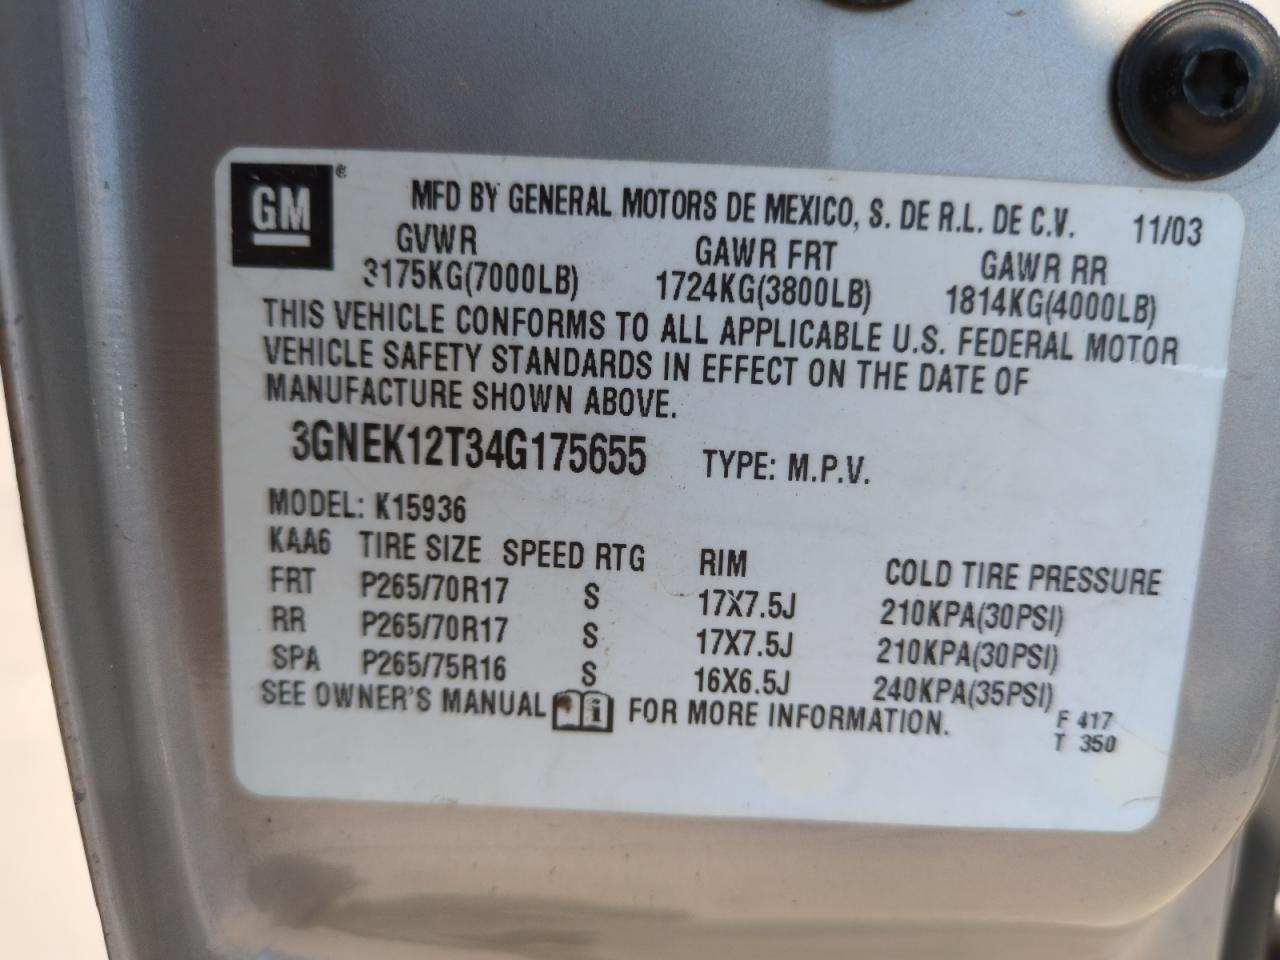 GM®
MFD BY GENERAL MOTORS DE MEXICO, S. DE R.L. DE C.V. 11/03
GVWR GAWR FRT GAWR RR
3175KG(7000LB) 1724KG(3800LB) 1814KG(4000LB)
THIS VEHICLE CONFORMS TO ALL APPLICABLE U.S. FEDERAL MOTOR
VEHICLE SAFETY STANDARDS IN EFFECT ON THE DATE OF
MANUFACTURE SHOWN ABOVE.
3GNEK12T34G175655 TYPE: M.P.V.
MODEL: K15936
KAA6 TIRE SIZE SPEED RTG RIM COLD TIRE PRESSURE
FRT P265/70R17 S 17X7.5J 210KPA(30PSI)
RR P265/70R17 S 17X7.5J 210KPA(30PSI)
SPA P265/75R16 S 16X6.5J 240KPA(35PSI)
SEE OWNER'S MANUAL i FOR MORE INFORMATION.
F 417
T 350